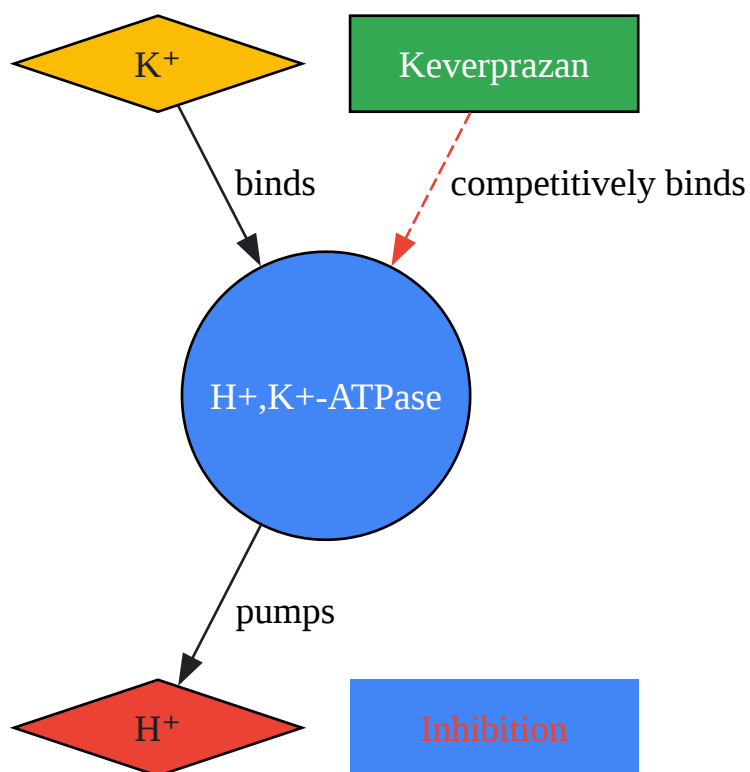 K⁺
Keverprazan
binds
competitively binds
H+,K+-ATPase
pumps
H⁺
Inhibition